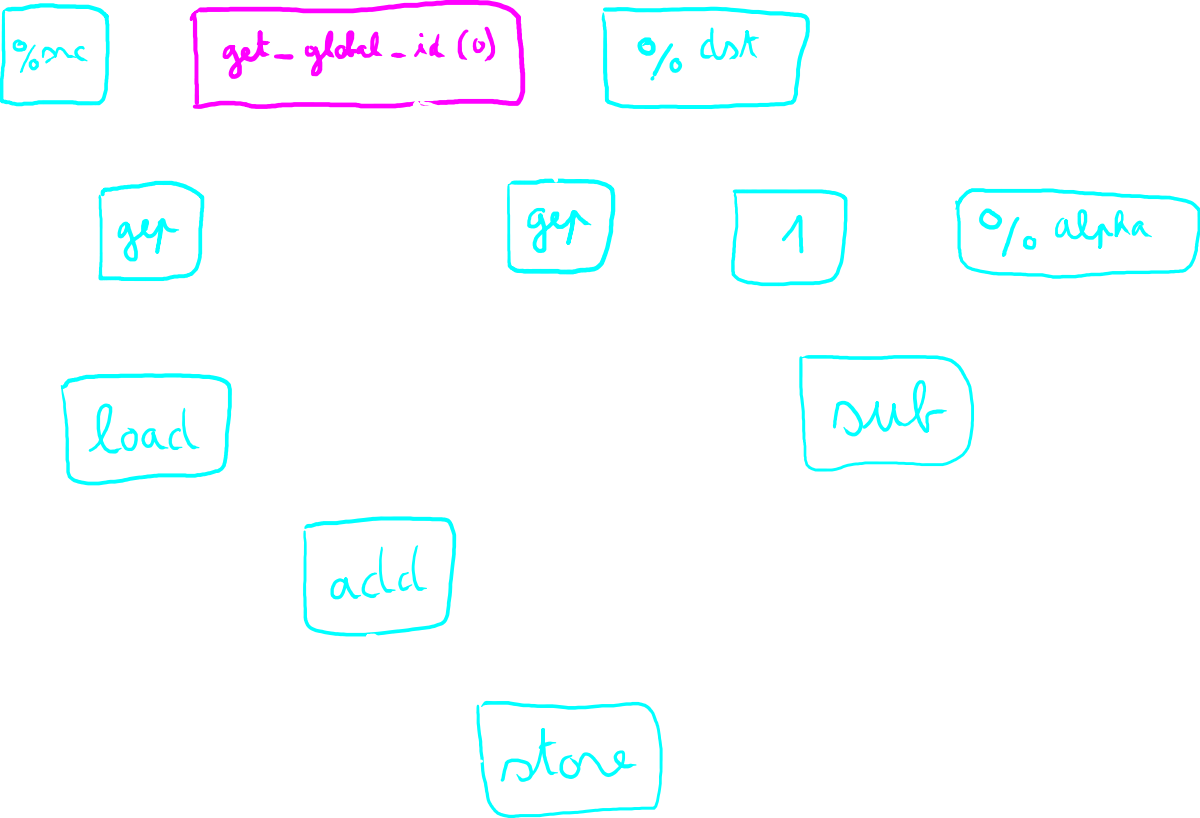 %src
get_global_id(0)
% dst
gep
gep
1
% alpha
load
sub
add
store